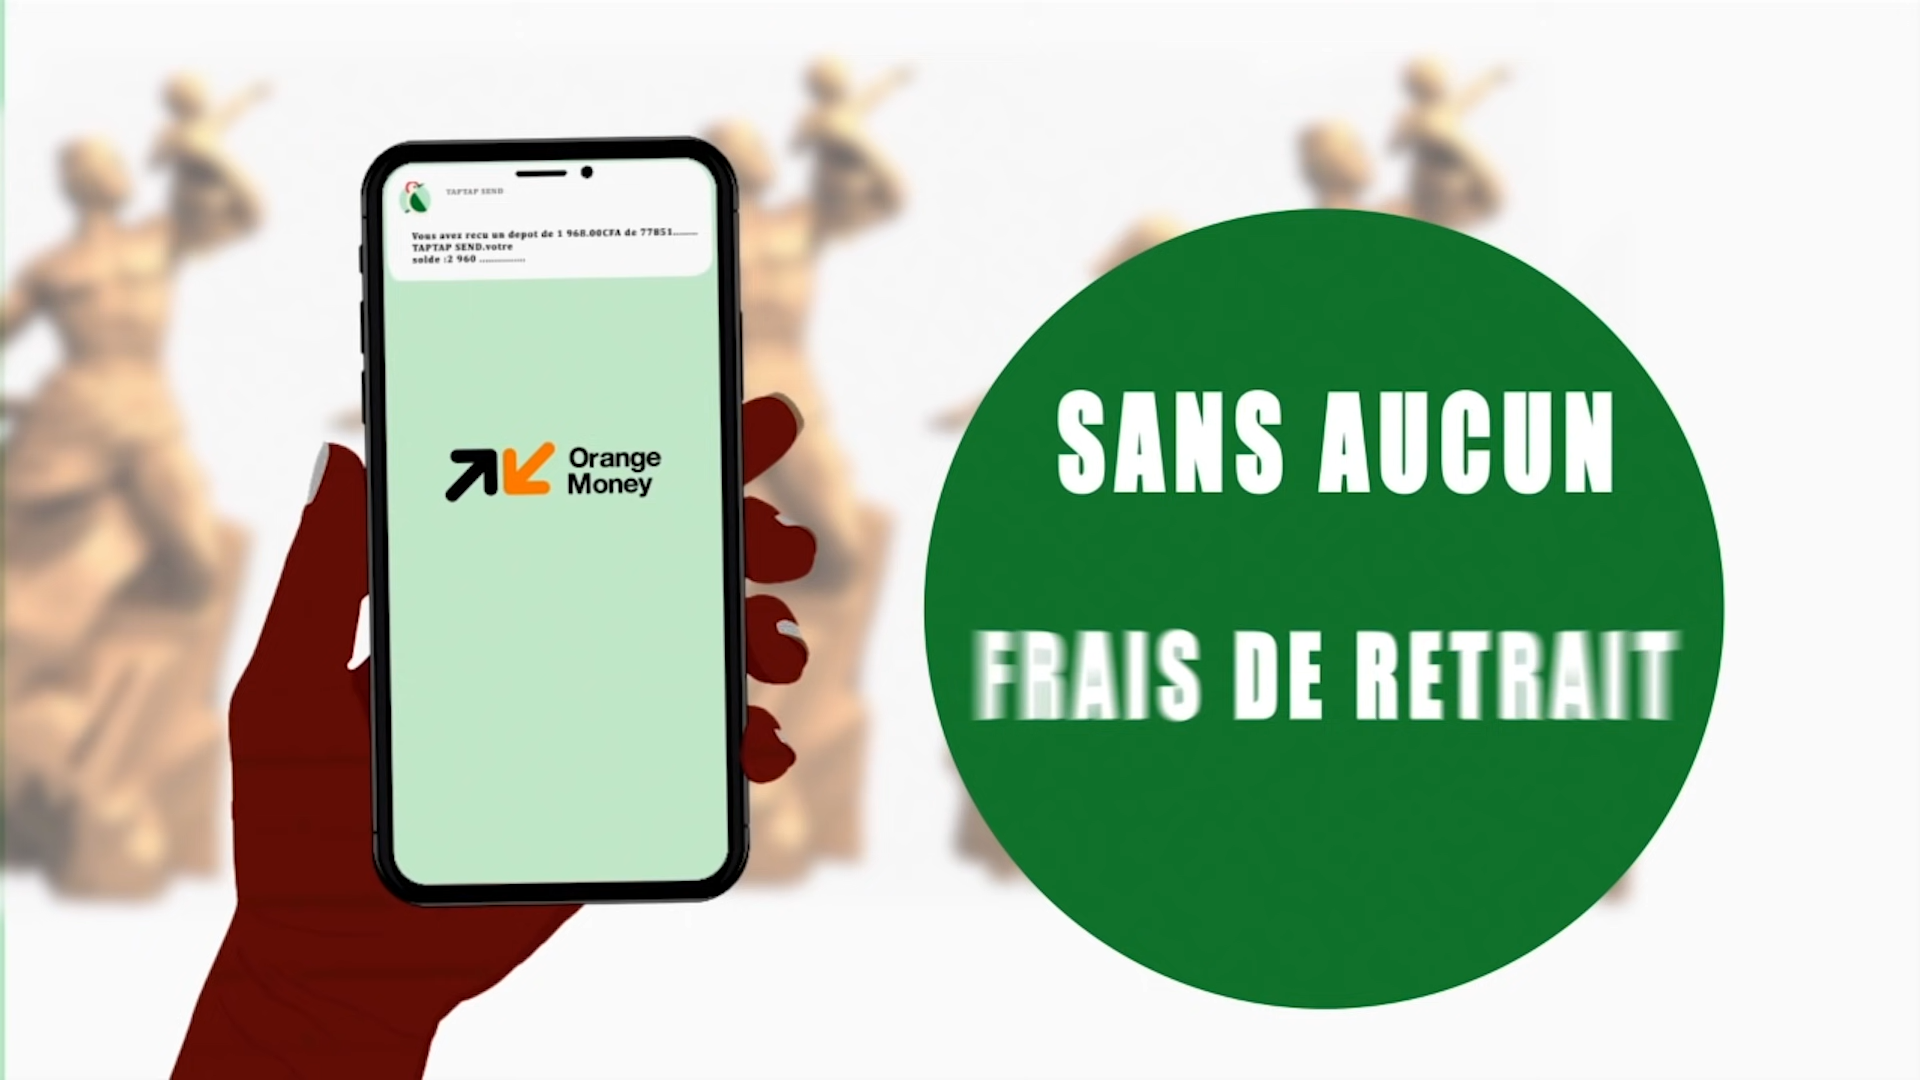 TAPTAP SEND
Vous avez recu un depot de 1 968.00CFA de 77851.........
TAPTAP SEND.votre
solde :2 960 ................
Orange
Money
SANS AUCUN
FRAIS DE RETRAIT